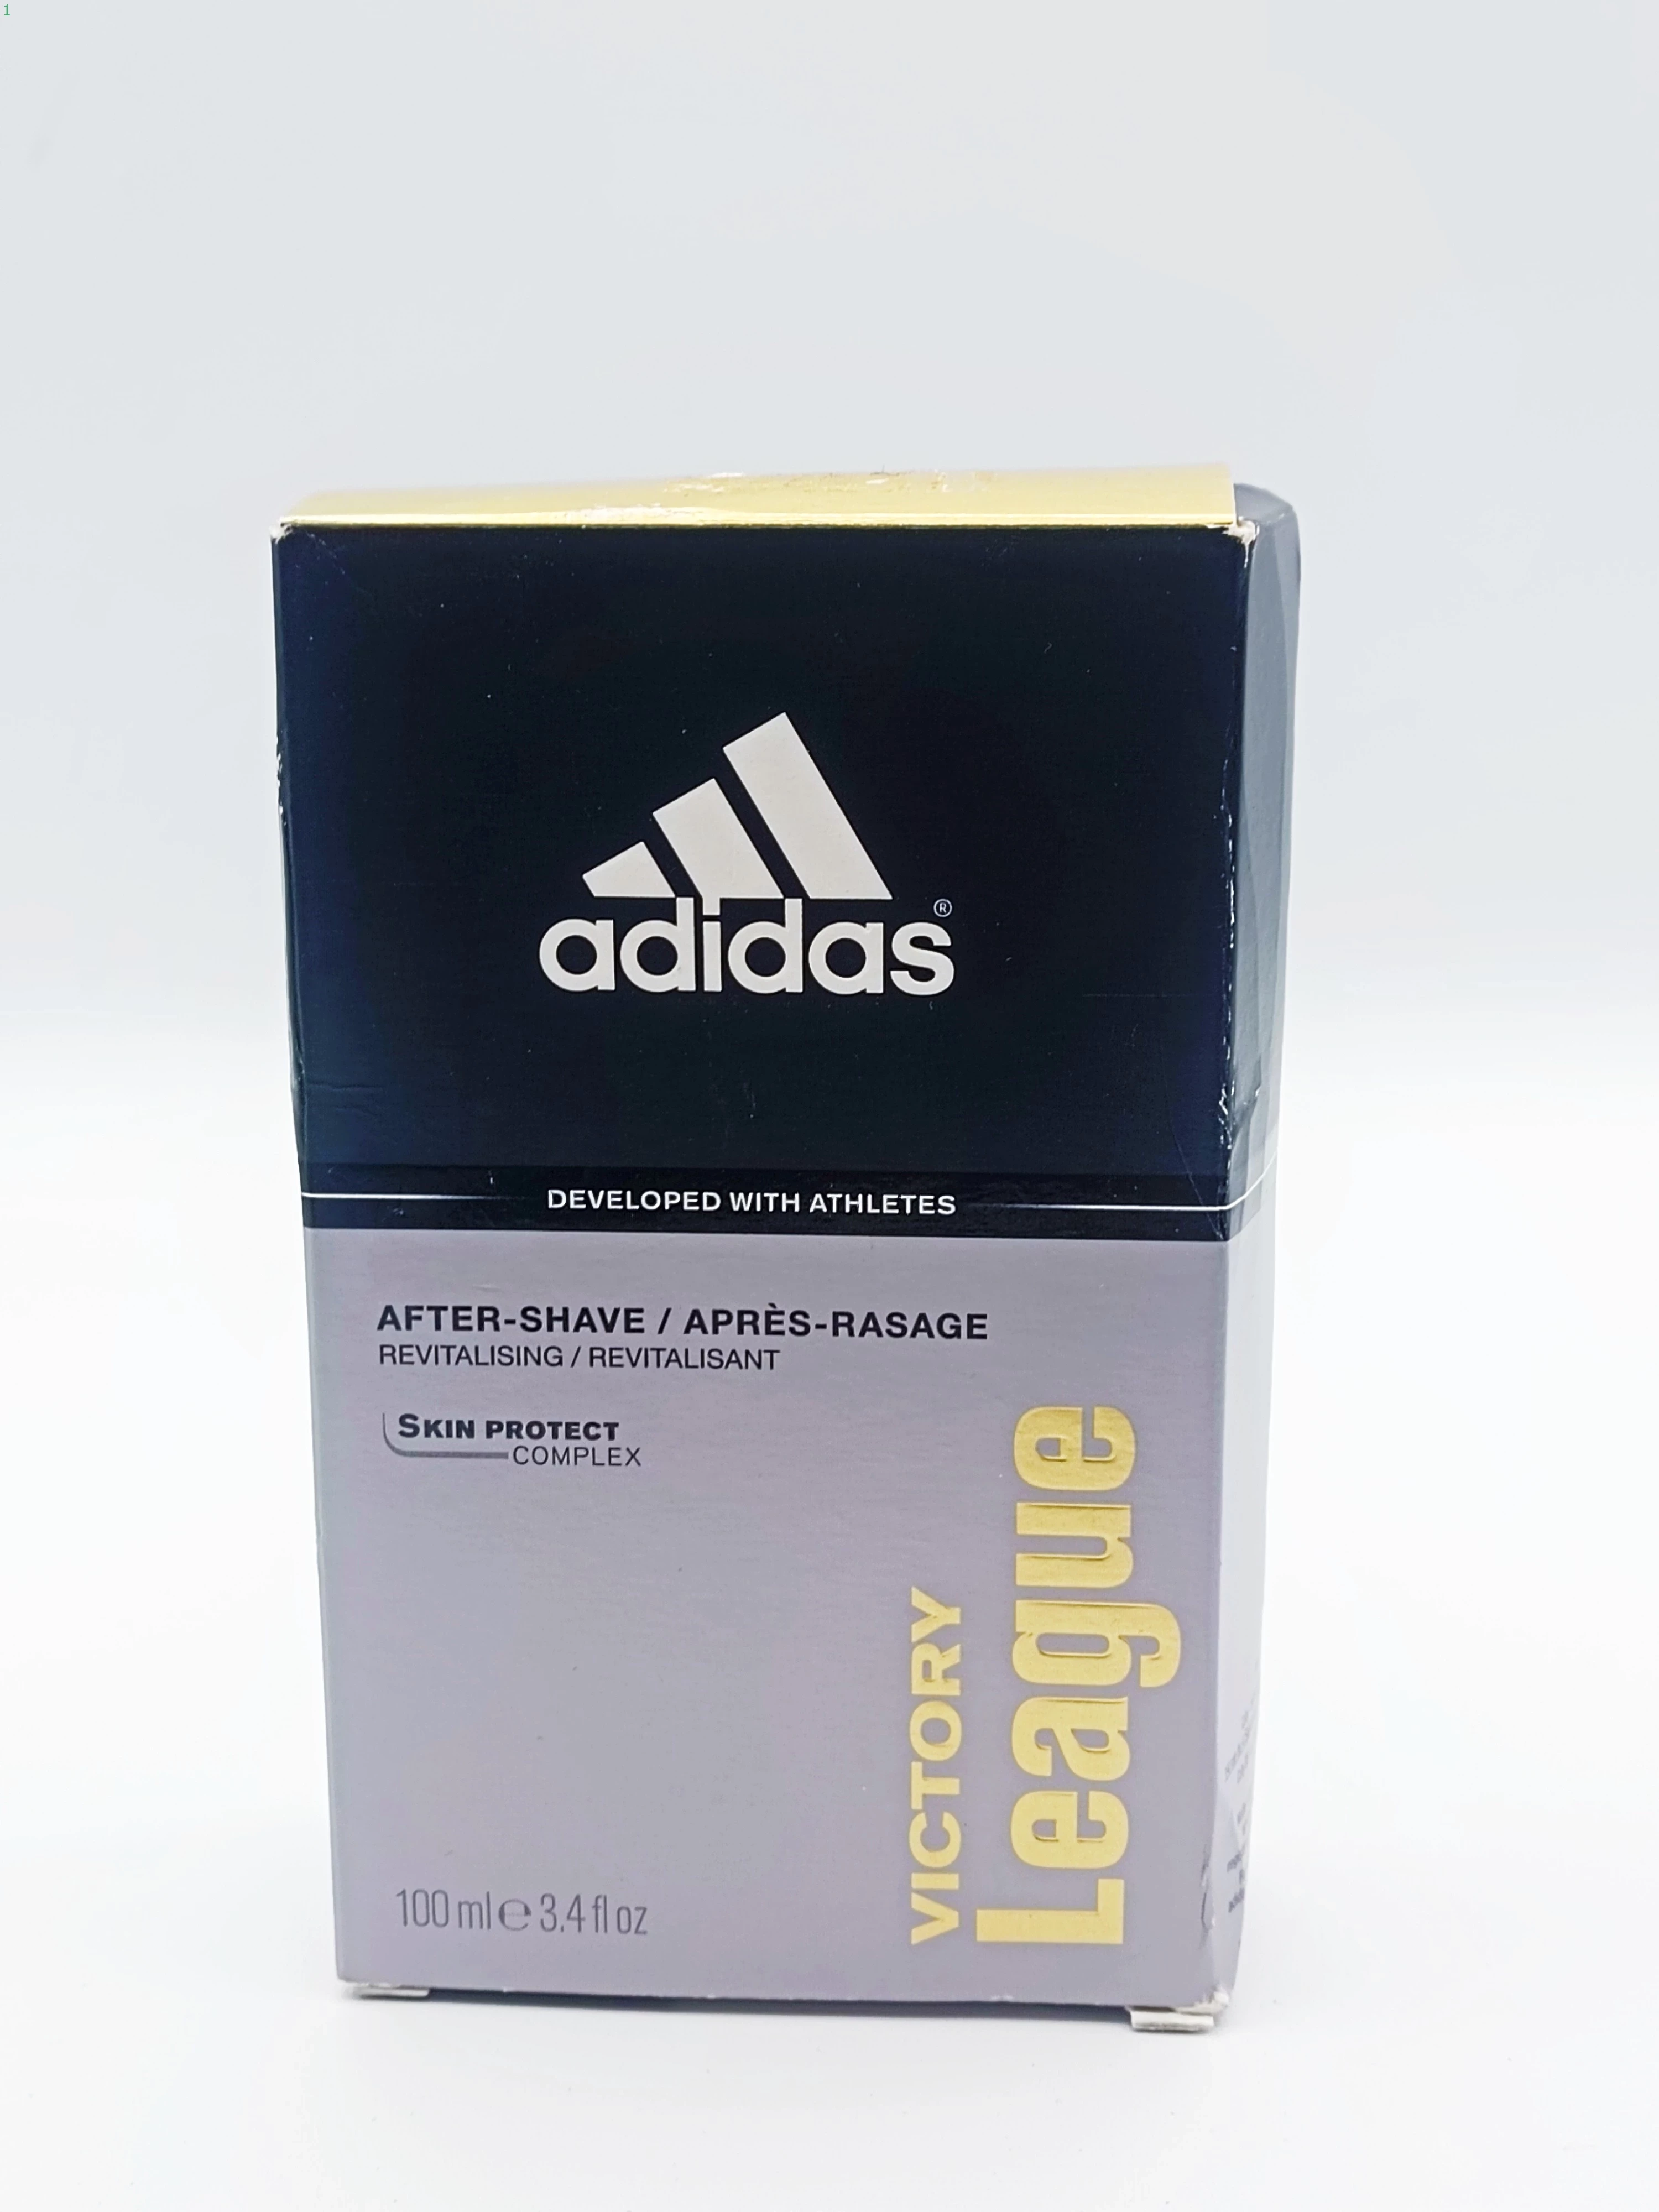 1
adidas®
DEVELOPED WITH ATHLETES
AFTER-SHAVE / APRÈS-RASAGE
REVITALISING / REVITALISANT
SKIN PROTECT
COMPLEX
VICTORY
League
100 ml ℮ 3.4 fl oz